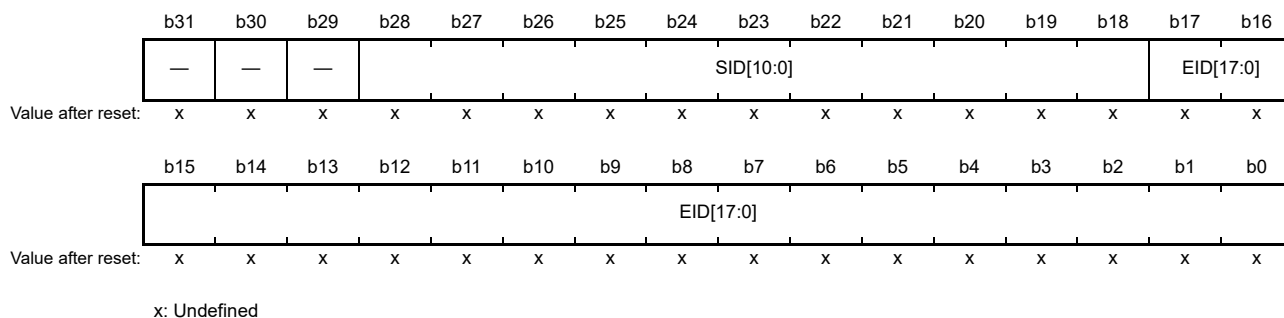 b31 b30 b29 b28 b27 b26 b25 b24 b23 b22 b21 b20 b19 b18 b17 b16
— — — SID[10:0] EID[17:0]
Value after reset: x x x x x x x x x x x x x x x x
b15 b14 b13 b12 b11 b10 b9 b8 b7 b6 b5 b4 b3 b2 b1 b0
EID[17:0]
Value after reset: x x x x x x x x x x x x x x x x
x: Undefined